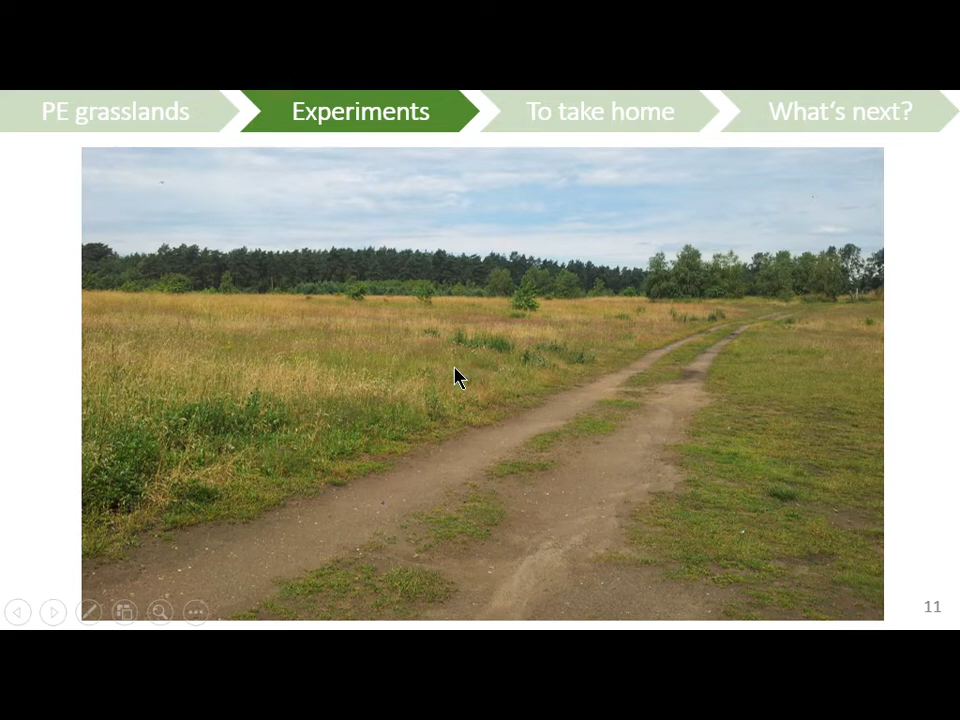 PE grasslands
Experiments
To take home
What‘s next?
11